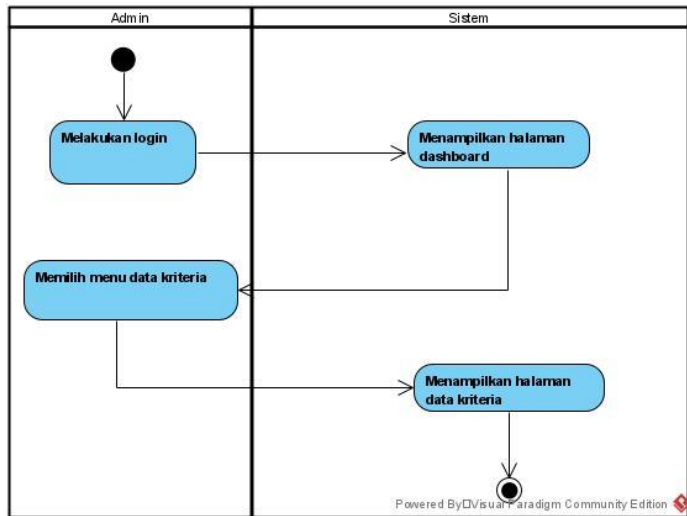 Admin
Sistem
Melakukan login
Menampilkan halaman
dashboard
Memilih menu data kriteria
Menampilkan halaman
data kriteria
Powered By□Visual Paradigm Community Edition